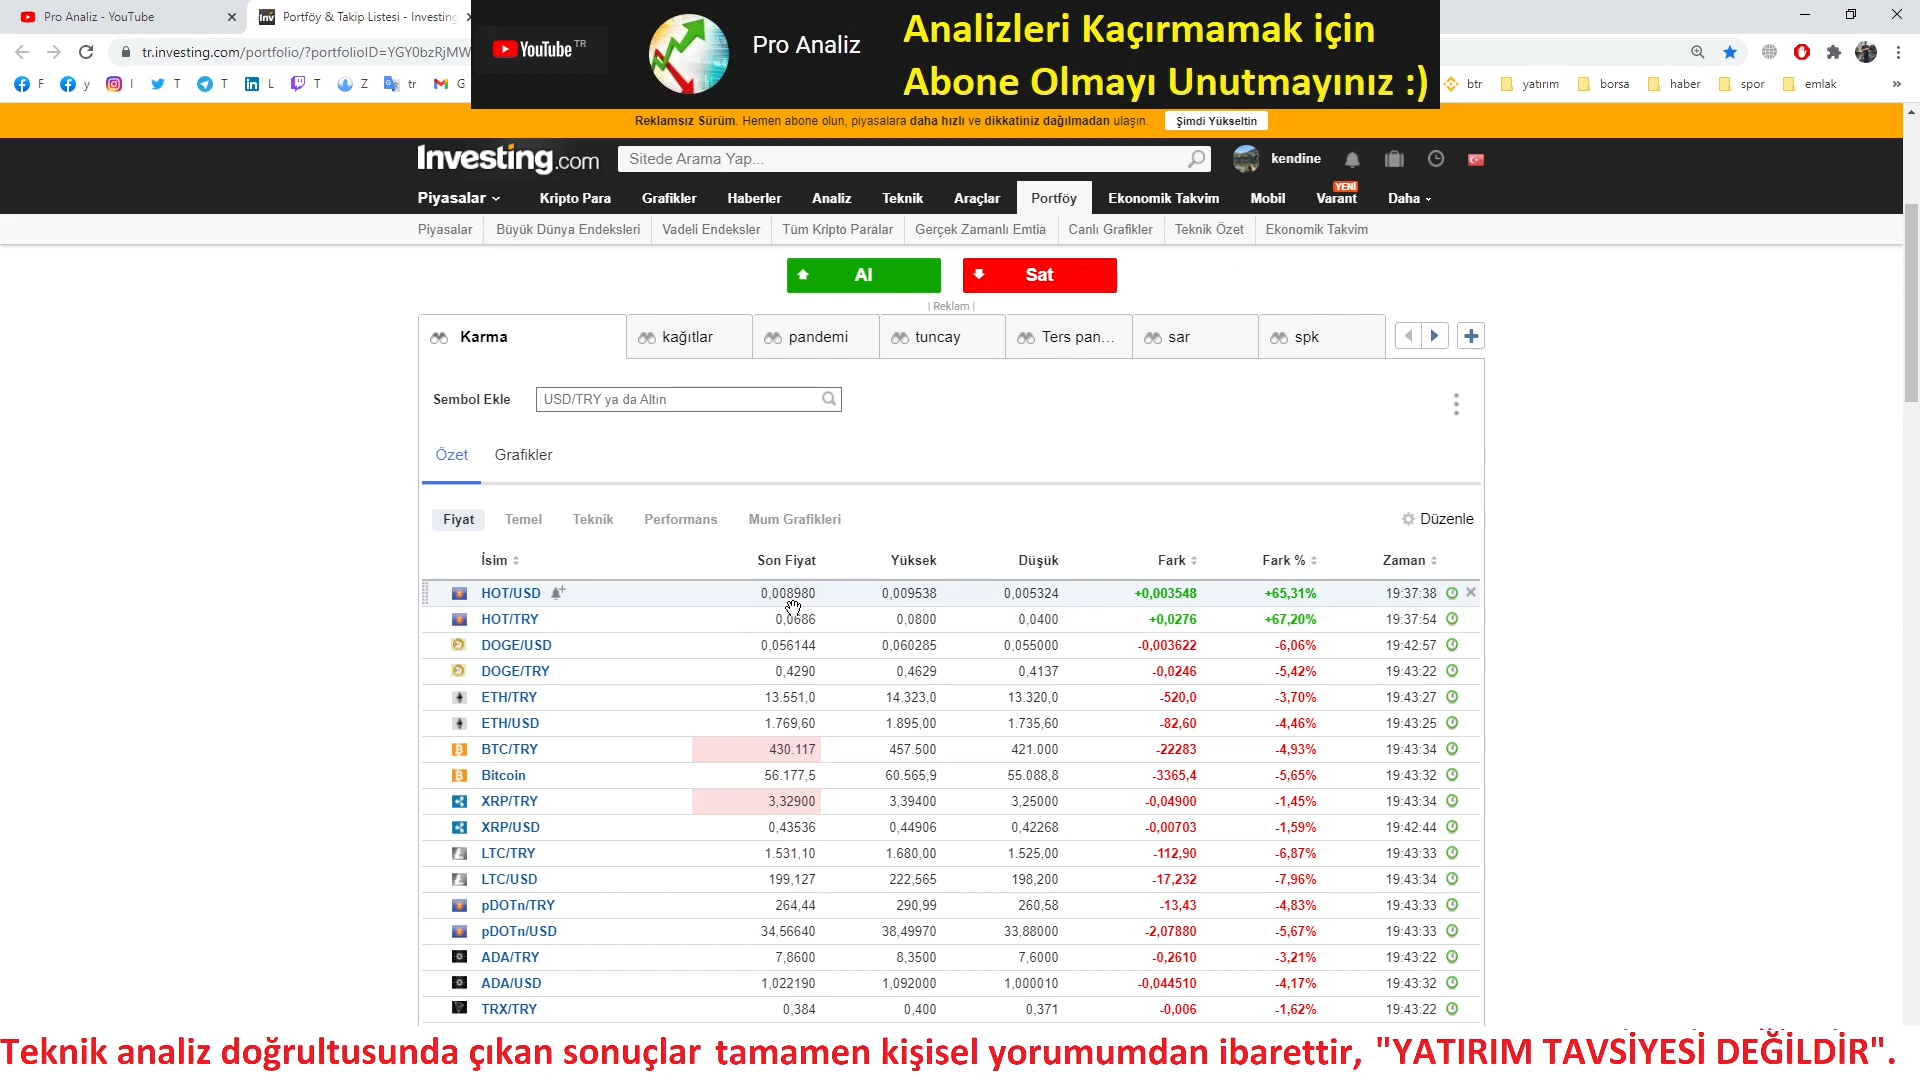 Pro Analiz - YouTube
Portföy & Takip Listesi - Investing
tr.investing.com/portfolio/?portfolioID=YGY0bzRjMW
F y I T T L T Z tr G
btr yatırım borsa haber spor emlak »
YouTube TR
Pro Analiz
Analizleri Kaçırmamak için
Abone Olmayı Unutmayınız :)
Reklamsız Sürüm. Hemen abone olun, piyasalara daha hızlı ve dikkatiniz dağılmadan ulaşın. Şimdi Yükseltin
Investing.com Sitede Arama Yap... kendine
YENİ
Piyasalar Kripto Para Grafikler Haberler Analiz Teknik Araçlar Portföy Ekonomik Takvim Mobil Varant Daha
Piyasalar Büyük Dünya Endeksleri Vadeli Endeksler Tüm Kripto Paralar Gerçek Zamanlı Emtia Canlı Grafikler Teknik Özet Ekonomik Takvim
Al Sat
| Reklam |
Karma kağıtlar pandemi tuncay Ters pan... sar spk
Sembol Ekle USD/TRY ya da Altın
Özet Grafikler
Fiyat Temel Teknik Performans Mum Grafikleri Düzenle
İsim Son Fiyat Yüksek Düşük Fark Fark % Zaman
HOT/USD 0,008980 0,009538 0,005324 +0,003548 +65,31% 19:37:38
HOT/TRY 0,0686 0,0800 0,0400 +0,0276 +67,20% 19:37:54
DOGE/USD 0,056144 0,060285 0,055000 -0,003622 -6,06% 19:42:57
DOGE/TRY 0,4290 0,4629 0,4137 -0,0246 -5,42% 19:43:22
ETH/TRY 13.551,0 14.323,0 13.320,0 -520,0 -3,70% 19:43:27
ETH/USD 1.769,60 1.895,00 1.735,60 -82,60 -4,46% 19:43:25
BTC/TRY 430.117 457.500 421.000 -22283 -4,93% 19:43:34
Bitcoin 56.177,5 60.565,9 55.088,8 -3365,4 -5,65% 19:43:32
XRP/TRY 3,32900 3,39400 3,25000 -0,04900 -1,45% 19:43:34
XRP/USD 0,43536 0,44906 0,42268 -0,00703 -1,59% 19:42:44
LTC/TRY 1.531,10 1.680,00 1.525,00 -112,90 -6,87% 19:43:33
LTC/USD 199,127 222,565 198,200 -17,232 -7,96% 19:43:34
pDOTn/TRY 264,44 290,99 260,58 -13,43 -4,83% 19:43:33
pDOTn/USD 34,56640 38,49970 33,88000 -2,07880 -5,67% 19:43:33
ADA/TRY 7,8600 8,3500 7,6000 -0,2610 -3,21% 19:43:22
ADA/USD 1,022190 1,092000 1,000010 -0,044510 -4,17% 19:43:32
TRX/TRY 0,384 0,400 0,371 -0,006 -1,62% 19:43:22
Teknik analiz doğrultusunda çıkan sonuçlar tamamen kişisel yorumumdan ibarettir, "YATIRIM TAVSİYESİ DEĞİLDİR".